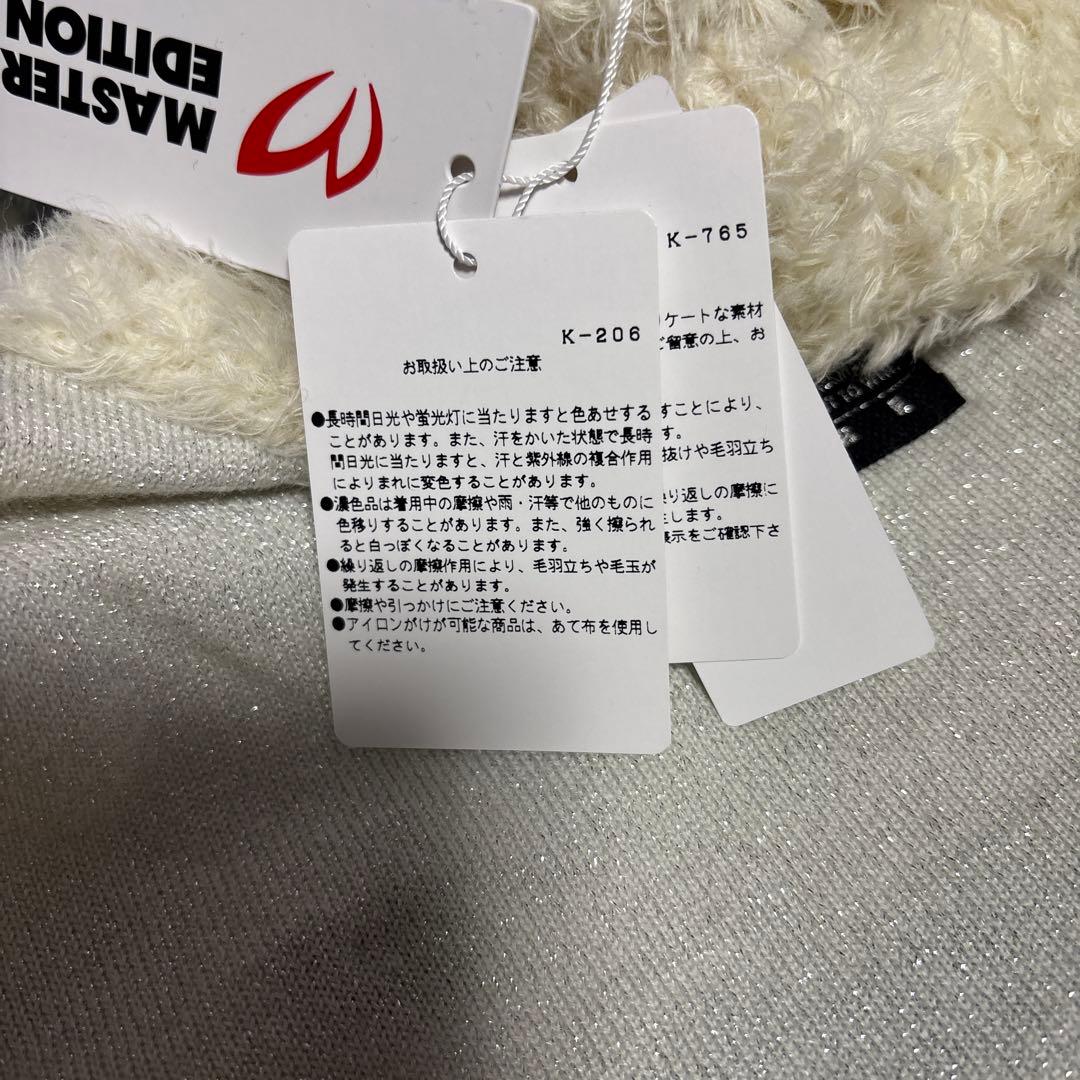 MASTER
EDITION
K-206
お取扱い上のご注意
●長時間日光や蛍光灯に当たりますと色あせする
ことがあります。また、汗をかいた状態で長時
間日光に当たりますと、汗と紫外線の複合作用
によりまれに変色することがあります。
●濃色品は着用中の摩擦や雨・汗等で他のものに
色移りすることがあります。また、強く擦られ
ると白っぽくなることがあります。
●繰り返しの摩擦作用により、毛羽立ちや毛玉が
発生することがあります。
●摩擦や引っかけにご注意ください。
●アイロンがけが可能な商品は、あて布を使用し
てください。
K-765
ケートな素材
ご留意の上、お
すことにより、
す。
抜けや毛羽立ち
り返しの摩擦に
します。
示をご確認下さ